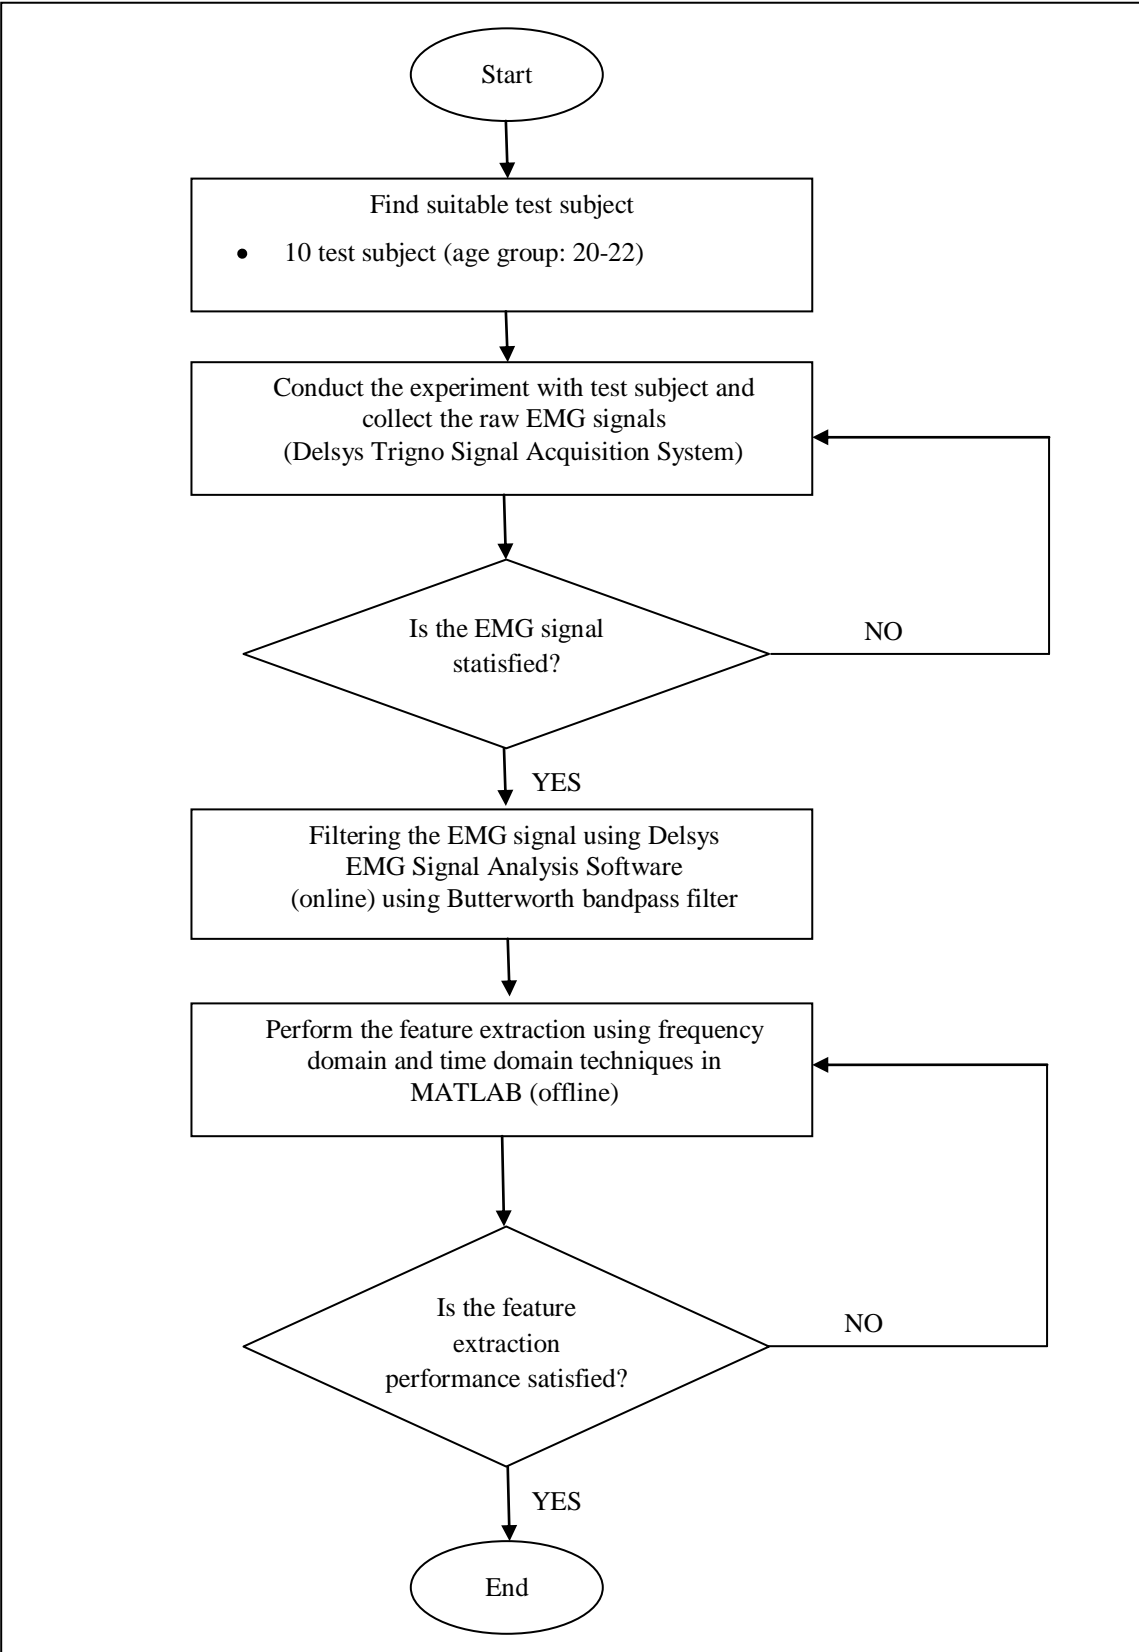 Start
Find suitable test subject
• 10 test subject (age group: 20-22)
Conduct the experiment with test subject and
collect the raw EMG signals
(Delsys Trigno Signal Acquisition System)
Is the EMG signal
statisfied?
NO
YES
Filtering the EMG signal using Delsys
EMG Signal Analysis Software
(online) using Butterworth bandpass filter
Perform the feature extraction using frequency
domain and time domain techniques in
MATLAB (offline)
Is the feature
extraction
performance satisfied?
NO
YES
End